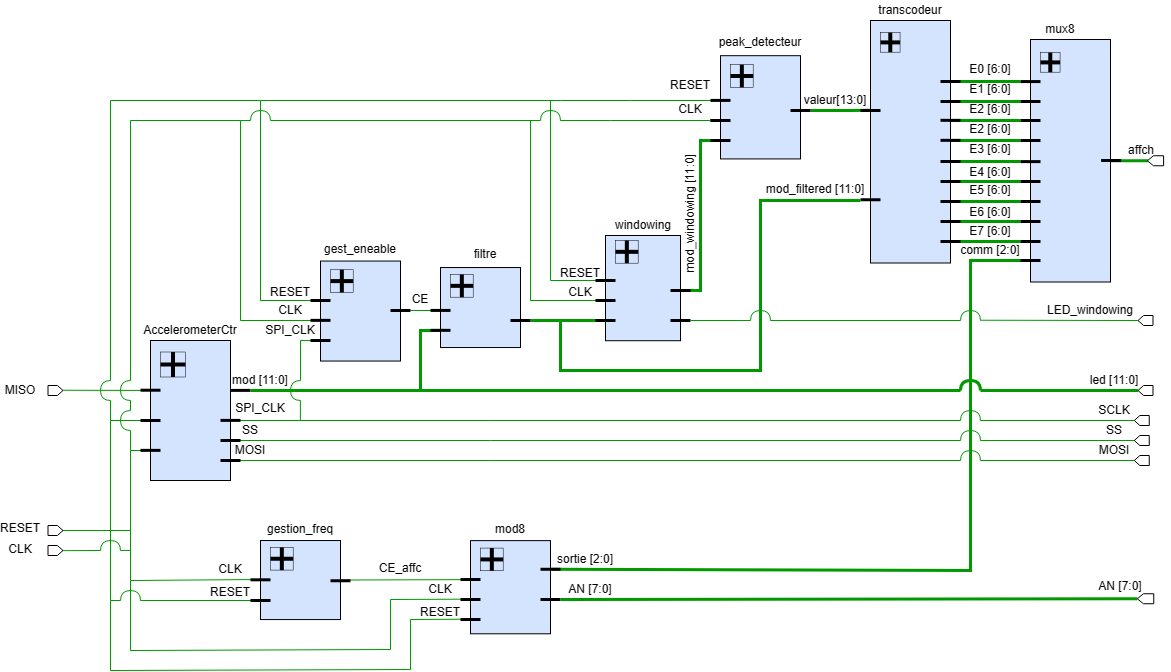 transcodeur
mux8
peak_detecteur
E0 [6:0]
RESET
E1 [6:0]
valeur[13:0]
CLK
E2 [6:0]
E2 [6:0]
E3 [6:0]
affch
E4 [6:0]
mod_windowing [11:0]
mod_filtered [11:0]
E5 [6:0]
E6 [6:0]
windowing
E7 [6:0]
gest_eneable
filtre
comm [2:0]
RESET
RESET
CLK
CE
CLK
LED_windowing
SPI_CLK
AccelerometerCtr
MISO
mod [11:0]
led [11:0]
SPI_CLK
SCLK
SS
SS
MOSI
MOSI
RESET
gestion_freq
mod8
CLK
sortie [2:0]
CLK
CE_affc
RESET
CLK
AN [7:0]
AN [7:0]
RESET